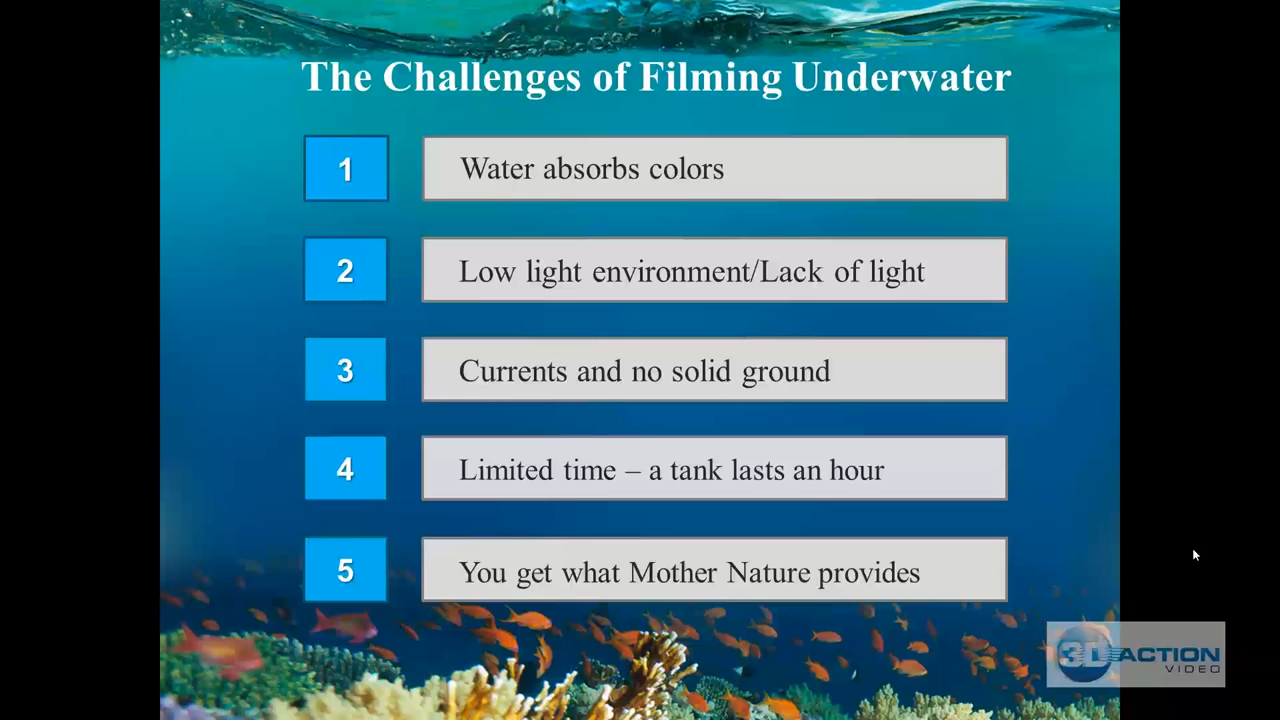 The Challenges of Filming Underwater
1 Water absorbs colors
2 Low light environment/Lack of light
3 Currents and no solid ground
4 Limited time – a tank lasts an hour
5 You get what Mother Nature provides
3D ACTION
VIDEO